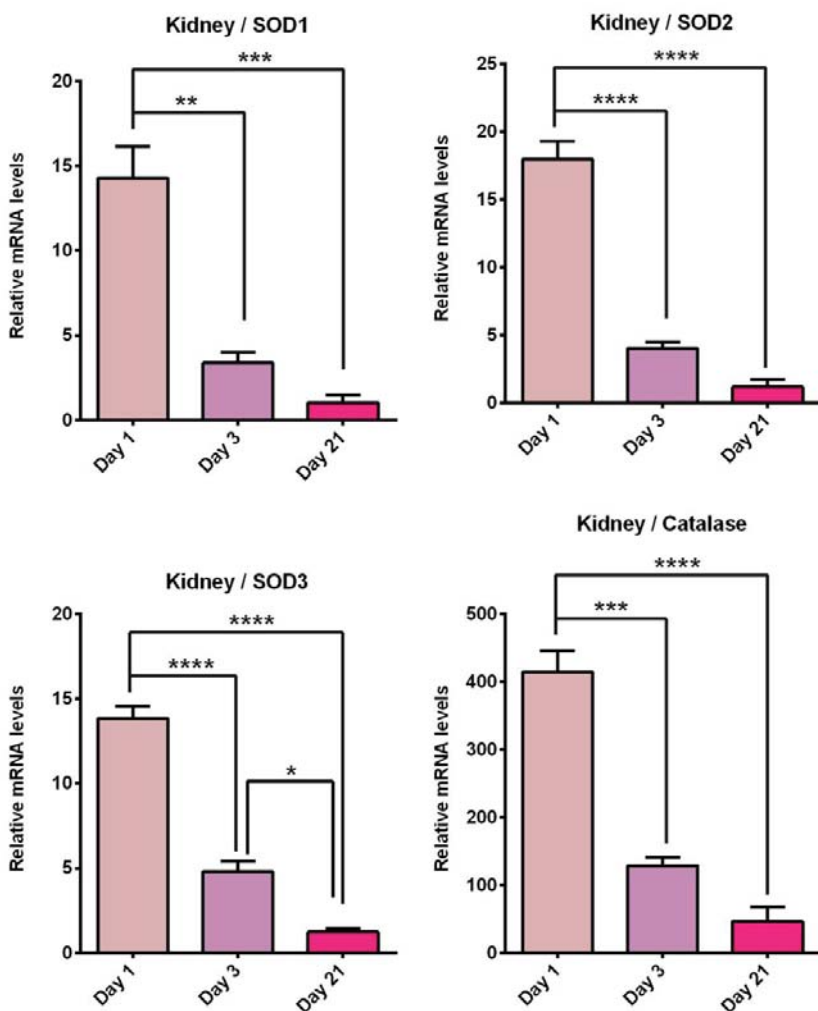 Kidney / SOD1
***
**
20
15
10
5
0
Relative mRNA levels
Day 1
Day 3
Day 21
Kidney / SOD2
****
****
25
20
15
10
5
0
Relative mRNA levels
Day 1
Day 3
Day 21
Kidney / SOD3
****
****
*
20
15
10
5
0
Relative mRNA levels
Day 1
Day 3
Day 21
Kidney / Catalase
****
***
500
400
300
200
100
0
Relative mRNA levels
Day 1
Day 3
Day 21